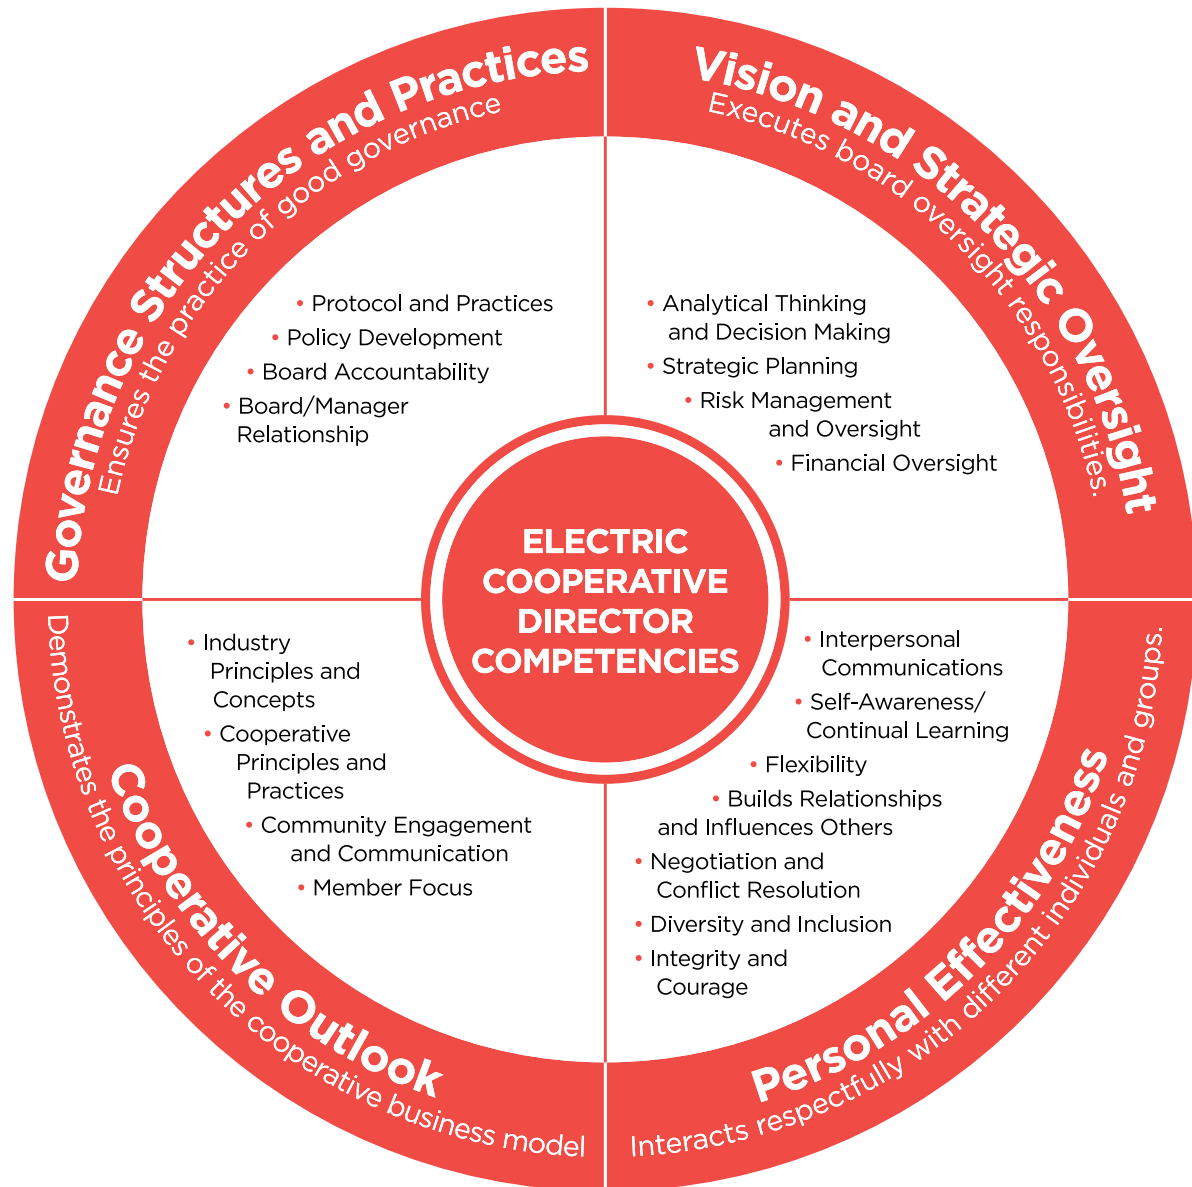 Governance Structures and Practices
Ensures the practice of good governance
• Protocol and Practices
• Policy Development
• Board Accountability
• Board/Manager
Relationship
Vision and Strategic Oversight
Executes board oversight responsibilities.
• Analytical Thinking
and Decision Making
• Strategic Planning
• Risk Management
and Oversight
• Financial Oversight
ELECTRIC
COOPERATIVE
DIRECTOR
COMPETENCIES
• Industry
Principles and
Concepts
• Cooperative
Principles and
Practices
• Community Engagement
and Communication
• Member Focus
Cooperative Outlook
Demonstrates the principles of the cooperative business model
• Interpersonal
Communications
• Self-Awareness/
Continual Learning
• Flexibility
• Builds Relationships
and Influences Others
• Negotiation and
Conflict Resolution
• Diversity and Inclusion
• Integrity and
Courage
Personal Effectiveness
Interacts respectfully with different individuals and groups.